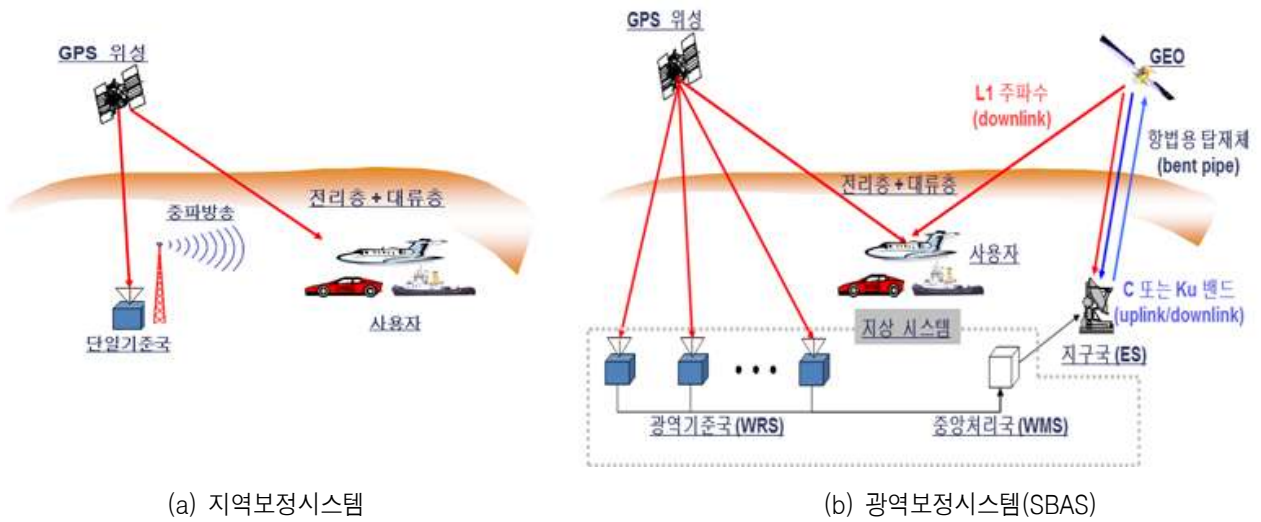 GPS 위성
전리층 + 대류층
중파방송
단일기준국
사용자
(a) 지역보정시스템
GPS 위성
GEO
L1 주파수
(downlink)
항법용 탑재체
(bent pipe)
전리층 + 대류층
사용자
C 또는 Ku 밴드
(uplink/downlink)
지상 시스템
지구국 (ES)
광역기준국 (WRS)
중앙처리국 (WMS)
(b) 광역보정시스템(SBAS)